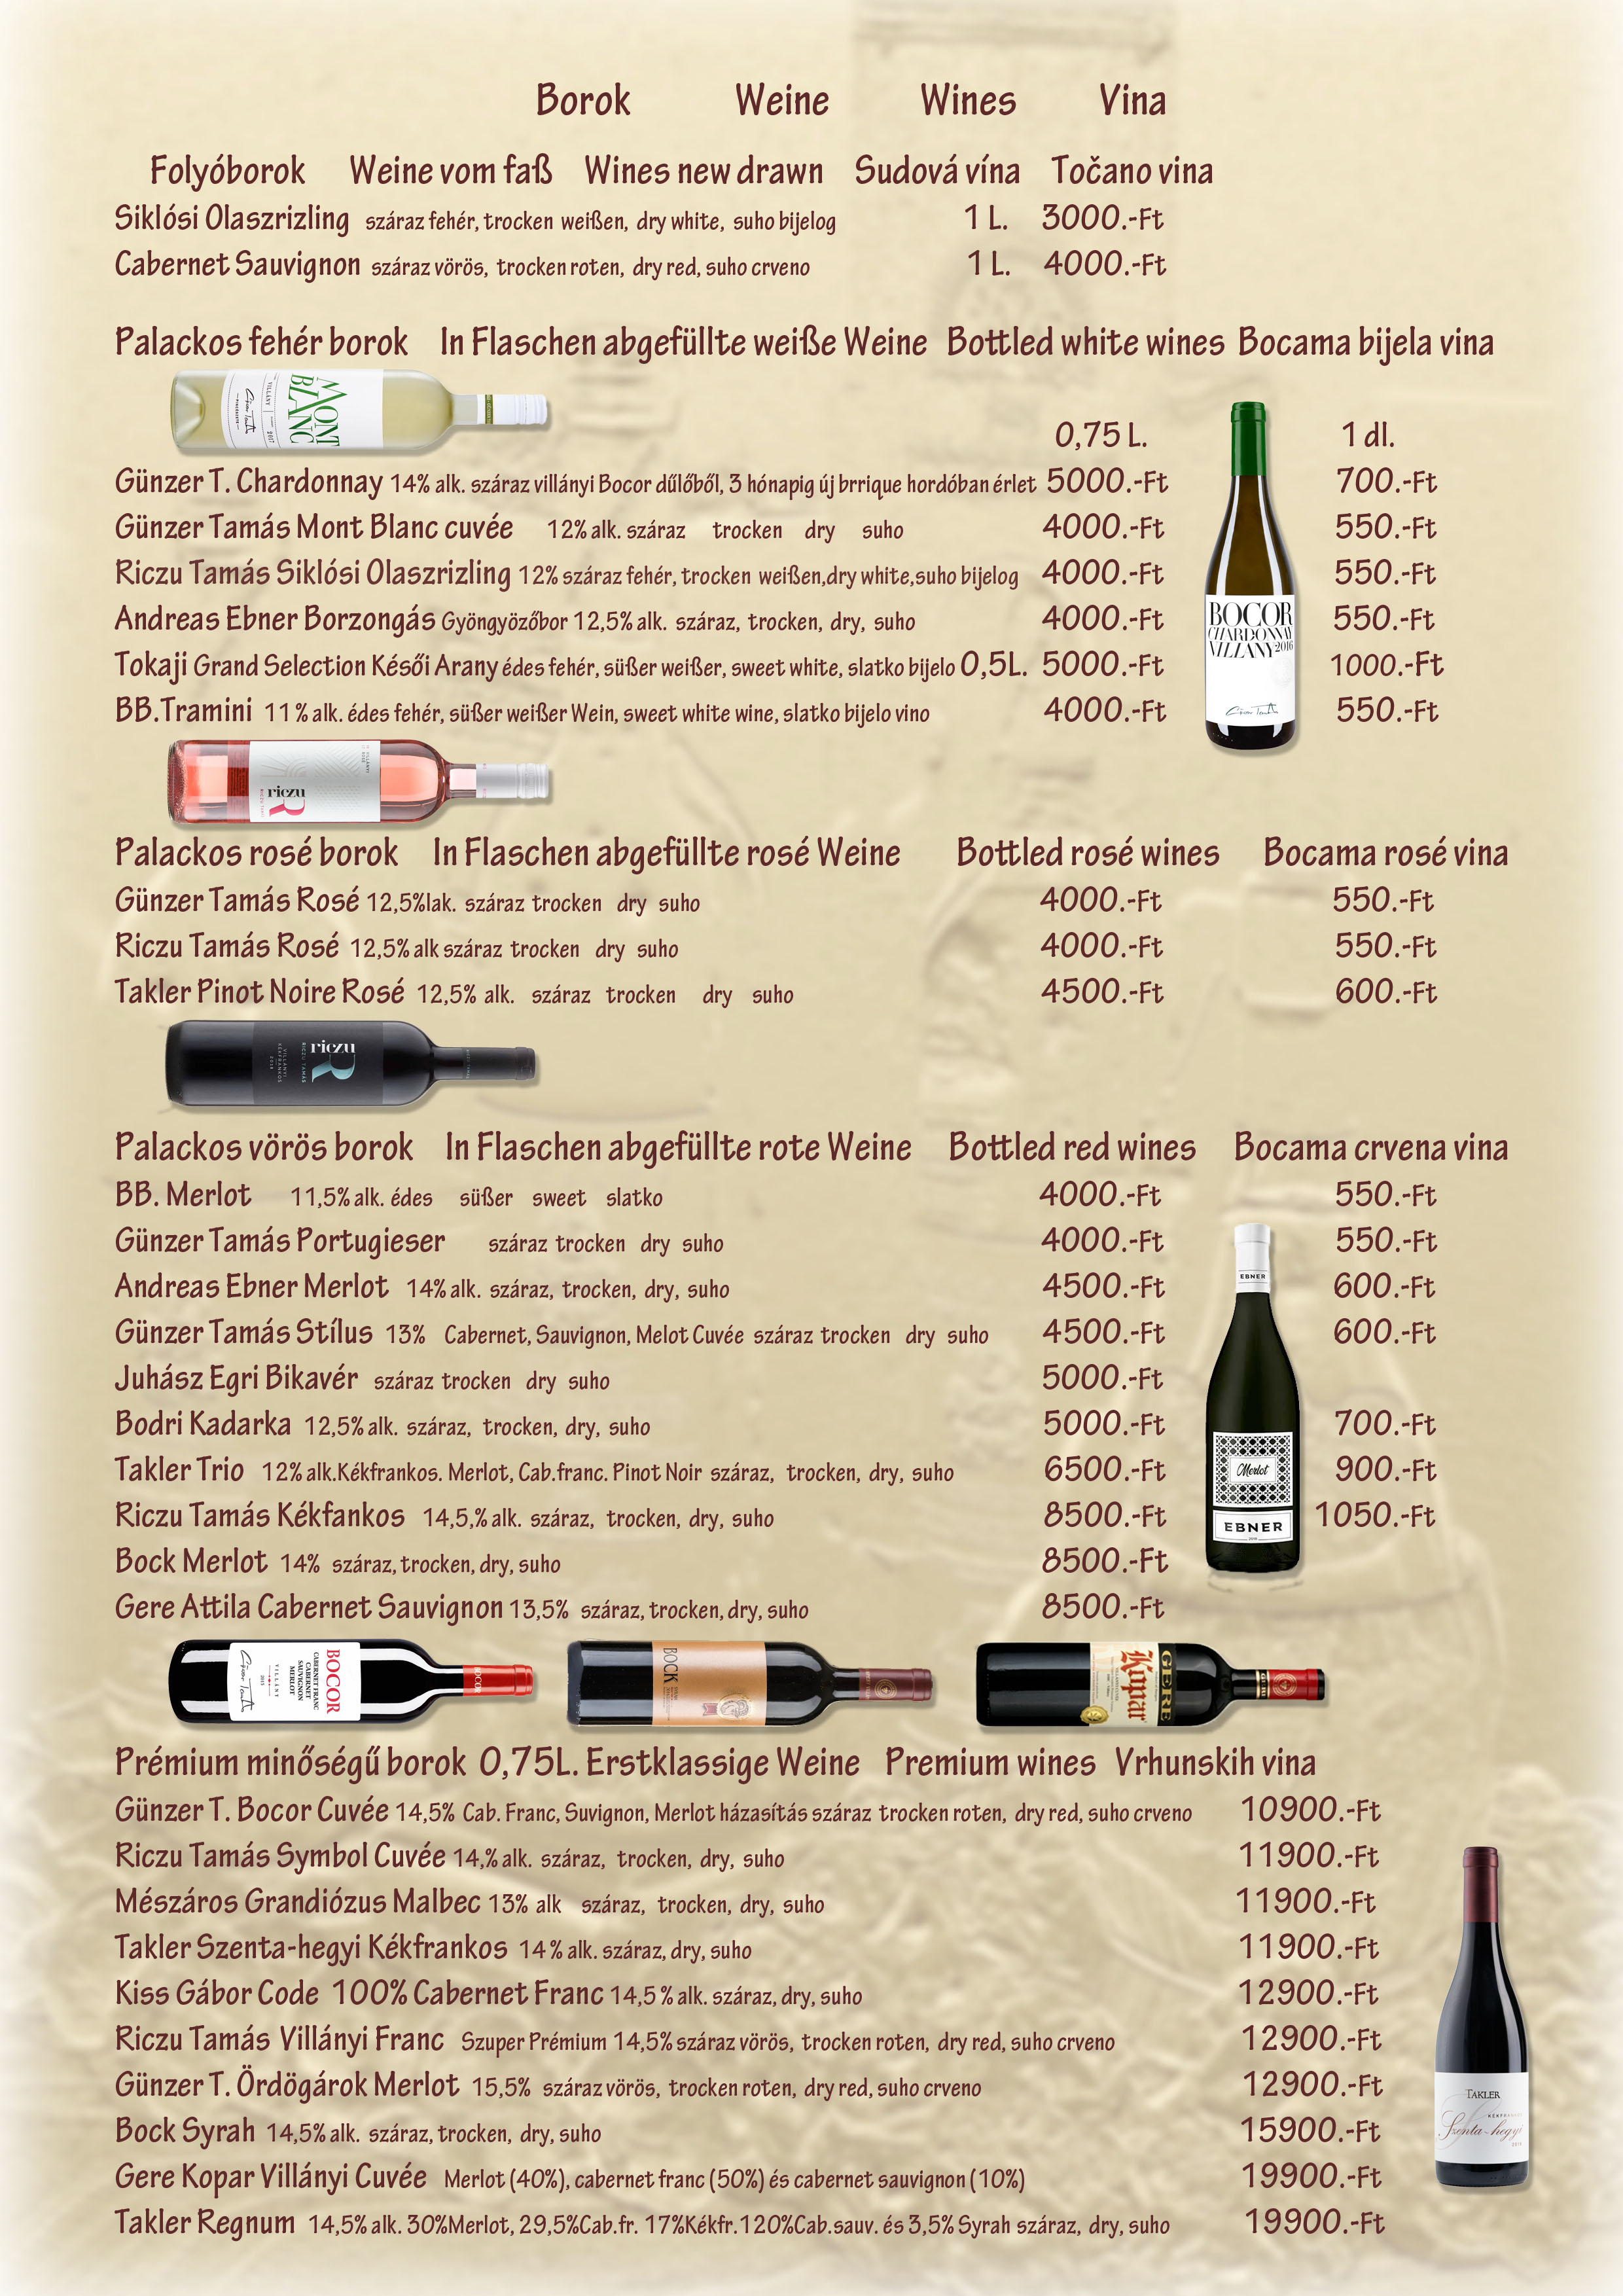 Borok Weine Wines Vina
Folyóborok Weine vom faß Wines new drawn Sudová vína Točano vina
Siklósi Olaszrizling száraz fehér, trocken weißen, dry white, suho bijelog 1 L. 3000.-Ft
Cabernet Sauvignon száraz vörös, trocken roten, dry red, suho crveno 1 L. 4000.-Ft
Palackos fehér borok In Flaschen abgefüllte weiße Weine Bottled white wines Bocama bijela vina
MONT BLANC
VILLÁNY
2017
0,75 L. 1 dl.
Günzer T. Chardonnay 14% alk. száraz villányi Bocor dűlőből, 3 hónapig új brrique hordóban érlet 5000.-Ft 700.-Ft
Günzer Tamás Mont Blanc cuvée 12% alk. száraz trocken dry suho 4000.-Ft 550.-Ft
Riczu Tamás Siklósi Olaszrizling 12% száraz fehér, trocken weißen,dry white,suho bijelog 4000.-Ft 550.-Ft
Andreas Ebner Borzongás Gyöngyözőbor 12,5% alk. száraz, trocken, dry, suho 4000.-Ft 550.-Ft
Tokaji Grand Selection Késői Arany édes fehér, süßer weißer, sweet white, slatko bijelo 0,5L. 5000.-Ft 1000.-Ft
BB.Tramini 11 % alk. édes fehér, süßer weißer Wein, sweet white wine, slatko bijelo vino 4000.-Ft 550.-Ft
BOCOR
CHARDONNAY
VILLÁNY 2016
riczu
R
Palackos rosé borok In Flaschen abgefüllte rosé Weine Bottled rosé wines Bocama rosé vina
Günzer Tamás Rosé 12,5%lak. száraz trocken dry suho 4000.-Ft 550.-Ft
Riczu Tamás Rosé 12,5% alk száraz trocken dry suho 4000.-Ft 550.-Ft
Takler Pinot Noire Rosé 12,5% alk. száraz trocken dry suho 4500.-Ft 600.-Ft
riczu
R
RICZU TAMÁS
VILLÁNYI
KÉKFRANKOS
Palackos vörös borok In Flaschen abgefüllte rote Weine Bottled red wines Bocama crvena vina
BB. Merlot 11,5% alk. édes süßer sweet slatko 4000.-Ft 550.-Ft
Günzer Tamás Portugieser száraz trocken dry suho 4000.-Ft 550.-Ft
Andreas Ebner Merlot 14% alk. száraz, trocken, dry, suho 4500.-Ft 600.-Ft
Günzer Tamás Stílus 13% Cabernet, Sauvignon, Melot Cuvée száraz trocken dry suho 4500.-Ft 600.-Ft
Juhász Egri Bikavér száraz trocken dry suho 5000.-Ft
Bodri Kadarka 12,5% alk. száraz, trocken, dry, suho 5000.-Ft 700.-Ft
Takler Trio 12% alk.Kékfrankos. Merlot, Cab.franc. Pinot Noir száraz, trocken, dry, suho 6500.-Ft 900.-Ft
Riczu Tamás Kékfankos 14,5,% alk. száraz, trocken, dry, suho 8500.-Ft 1050.-Ft
Bock Merlot 14% száraz, trocken, dry, suho 8500.-Ft
Gere Attila Cabernet Sauvignon 13,5% száraz, trocken, dry, suho 8500.-Ft
EBNER
Merlot
EBNER
BOCOR
CABERNET FRANC
CABERNET
SAUVIGNON
MERLOT
VILLÁNY
2015
BOCOR
BOCK
GERE
Kopar
Prémium minőségű borok 0,75L. Erstklassige Weine Premium wines Vrhunskih vina
Günzer T. Bocor Cuvée 14,5% Cab. Franc, Suvignon, Merlot házasítás száraz trocken roten, dry red, suho crveno 10900.-Ft
Riczu Tamás Symbol Cuvée 14,% alk. száraz, trocken, dry, suho 11900.-Ft
Mészáros Grandiózus Malbec 13% alk száraz, trocken, dry, suho 11900.-Ft
Takler Szenta-hegyi Kékfrankos 14 % alk. száraz, dry, suho 11900.-Ft
Kiss Gábor Code 100% Cabernet Franc 14,5 % alk. száraz, dry, suho 12900.-Ft
Riczu Tamás Villányi Franc Szuper Prémium 14,5% száraz vörös, trocken roten, dry red, suho crveno 12900.-Ft
Günzer T. Ördögárok Merlot 15,5% száraz vörös, trocken roten, dry red, suho crveno 12900.-Ft
Bock Syrah 14,5% alk. száraz, trocken, dry, suho 15900.-Ft
Gere Kopar Villányi Cuvée Merlot (40%), cabernet franc (50%) és cabernet sauvignon (10%) 19900.-Ft
Takler Regnum 14,5% alk. 30%Merlot, 29,5%Cab.fr. 17%Kékfr.120%Cab.sauv. és 3,5% Syrah száraz, dry, suho 19900.-Ft
TAKLER
KÉKFRANKOS
Szenta-hegyi